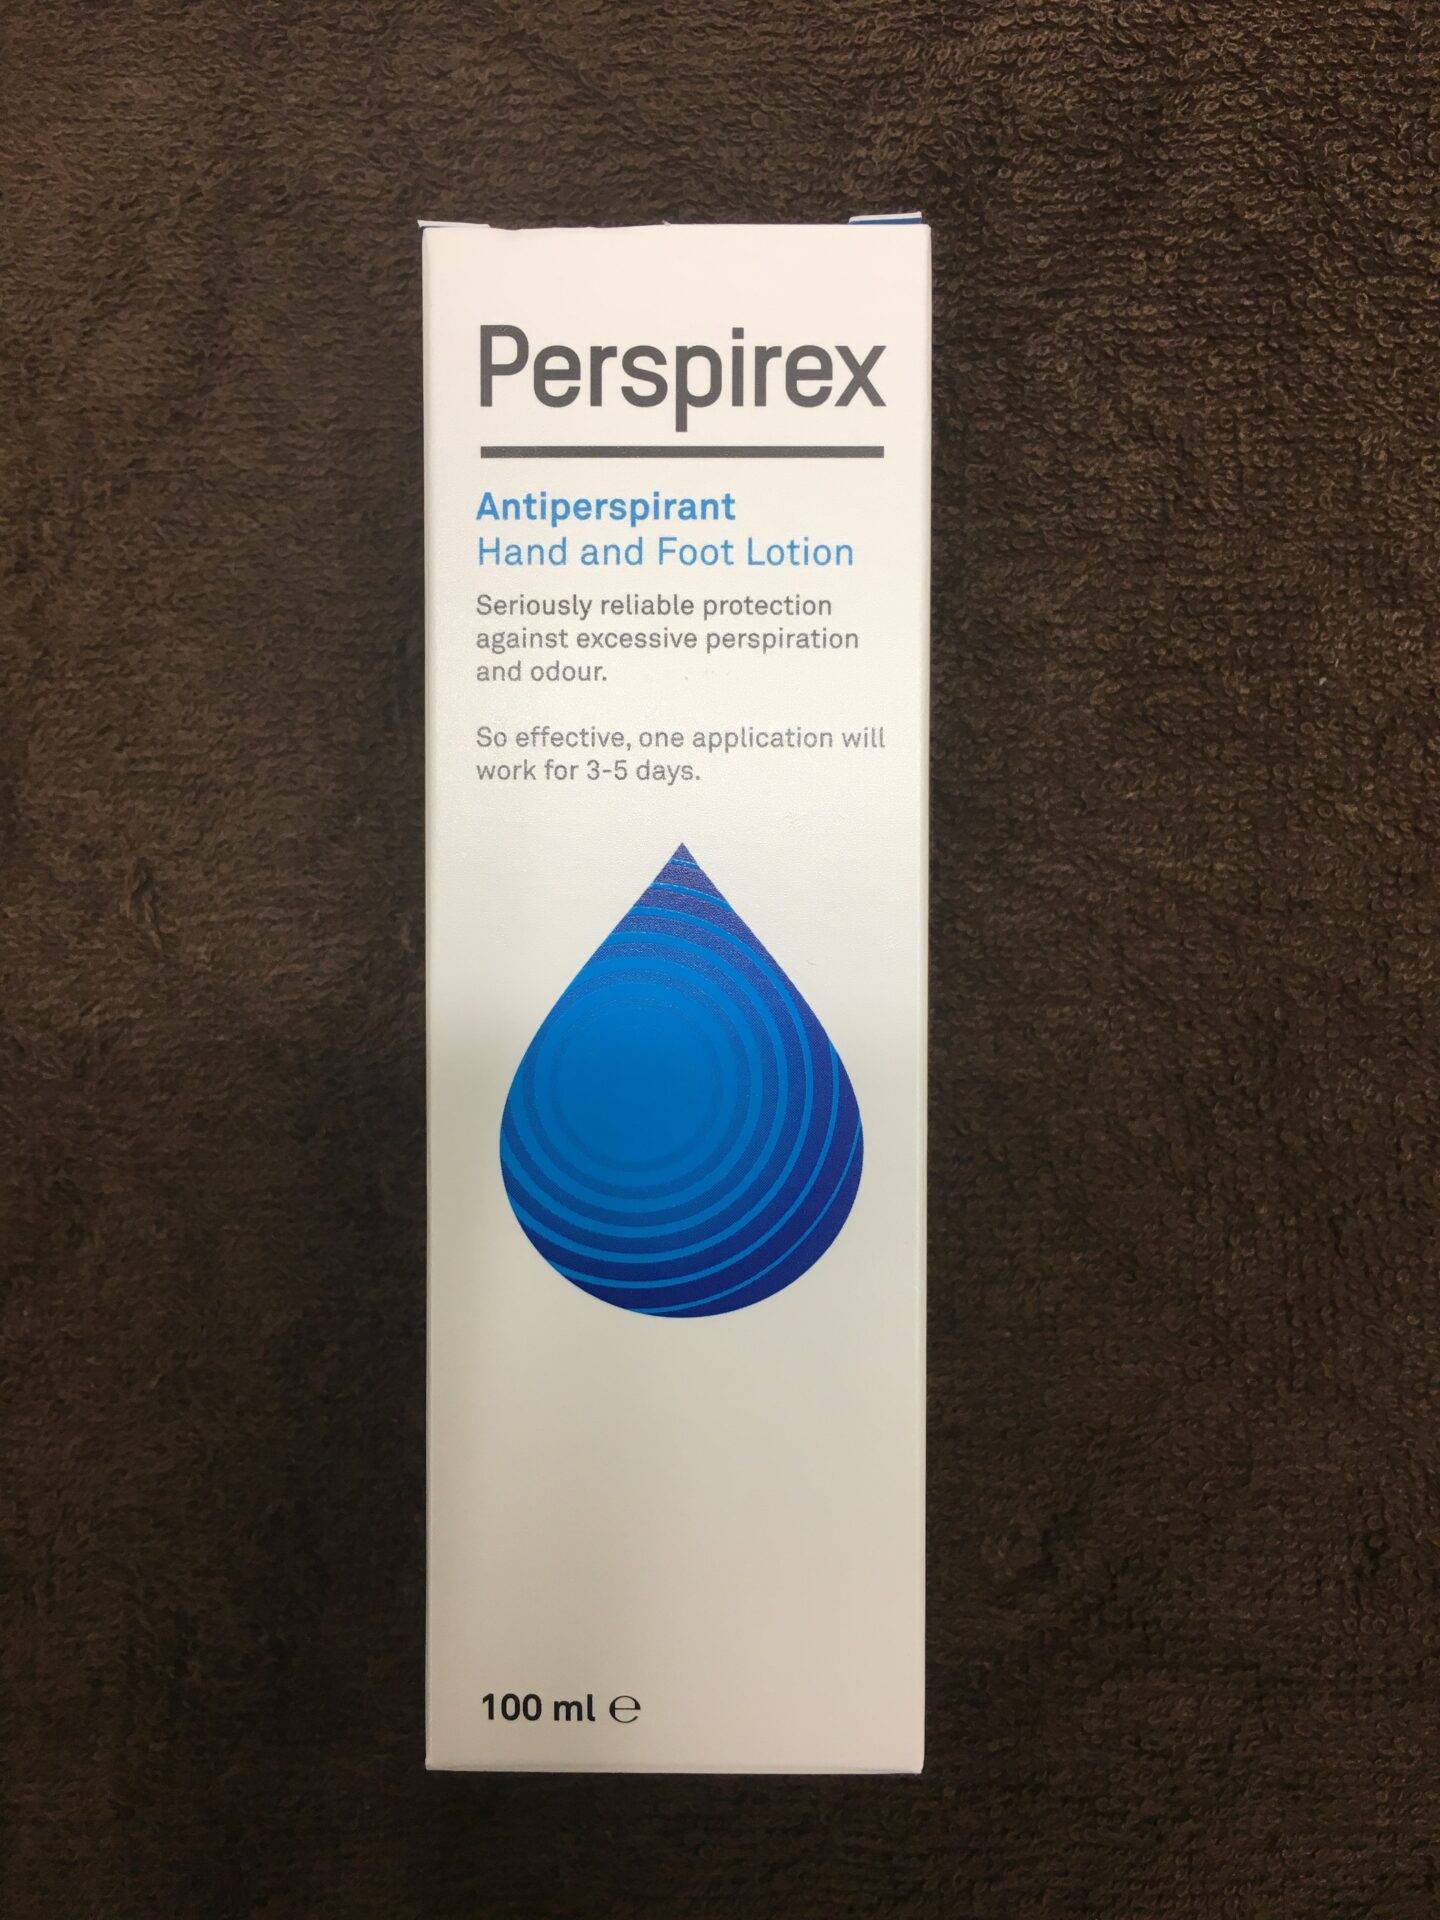 Perspirex
Antiperspirant
Hand and Foot Lotion
Seriously reliable protection
against excessive perspiration
and odour.
So effective, one application will
work for 3-5 days.
100 ml ℮